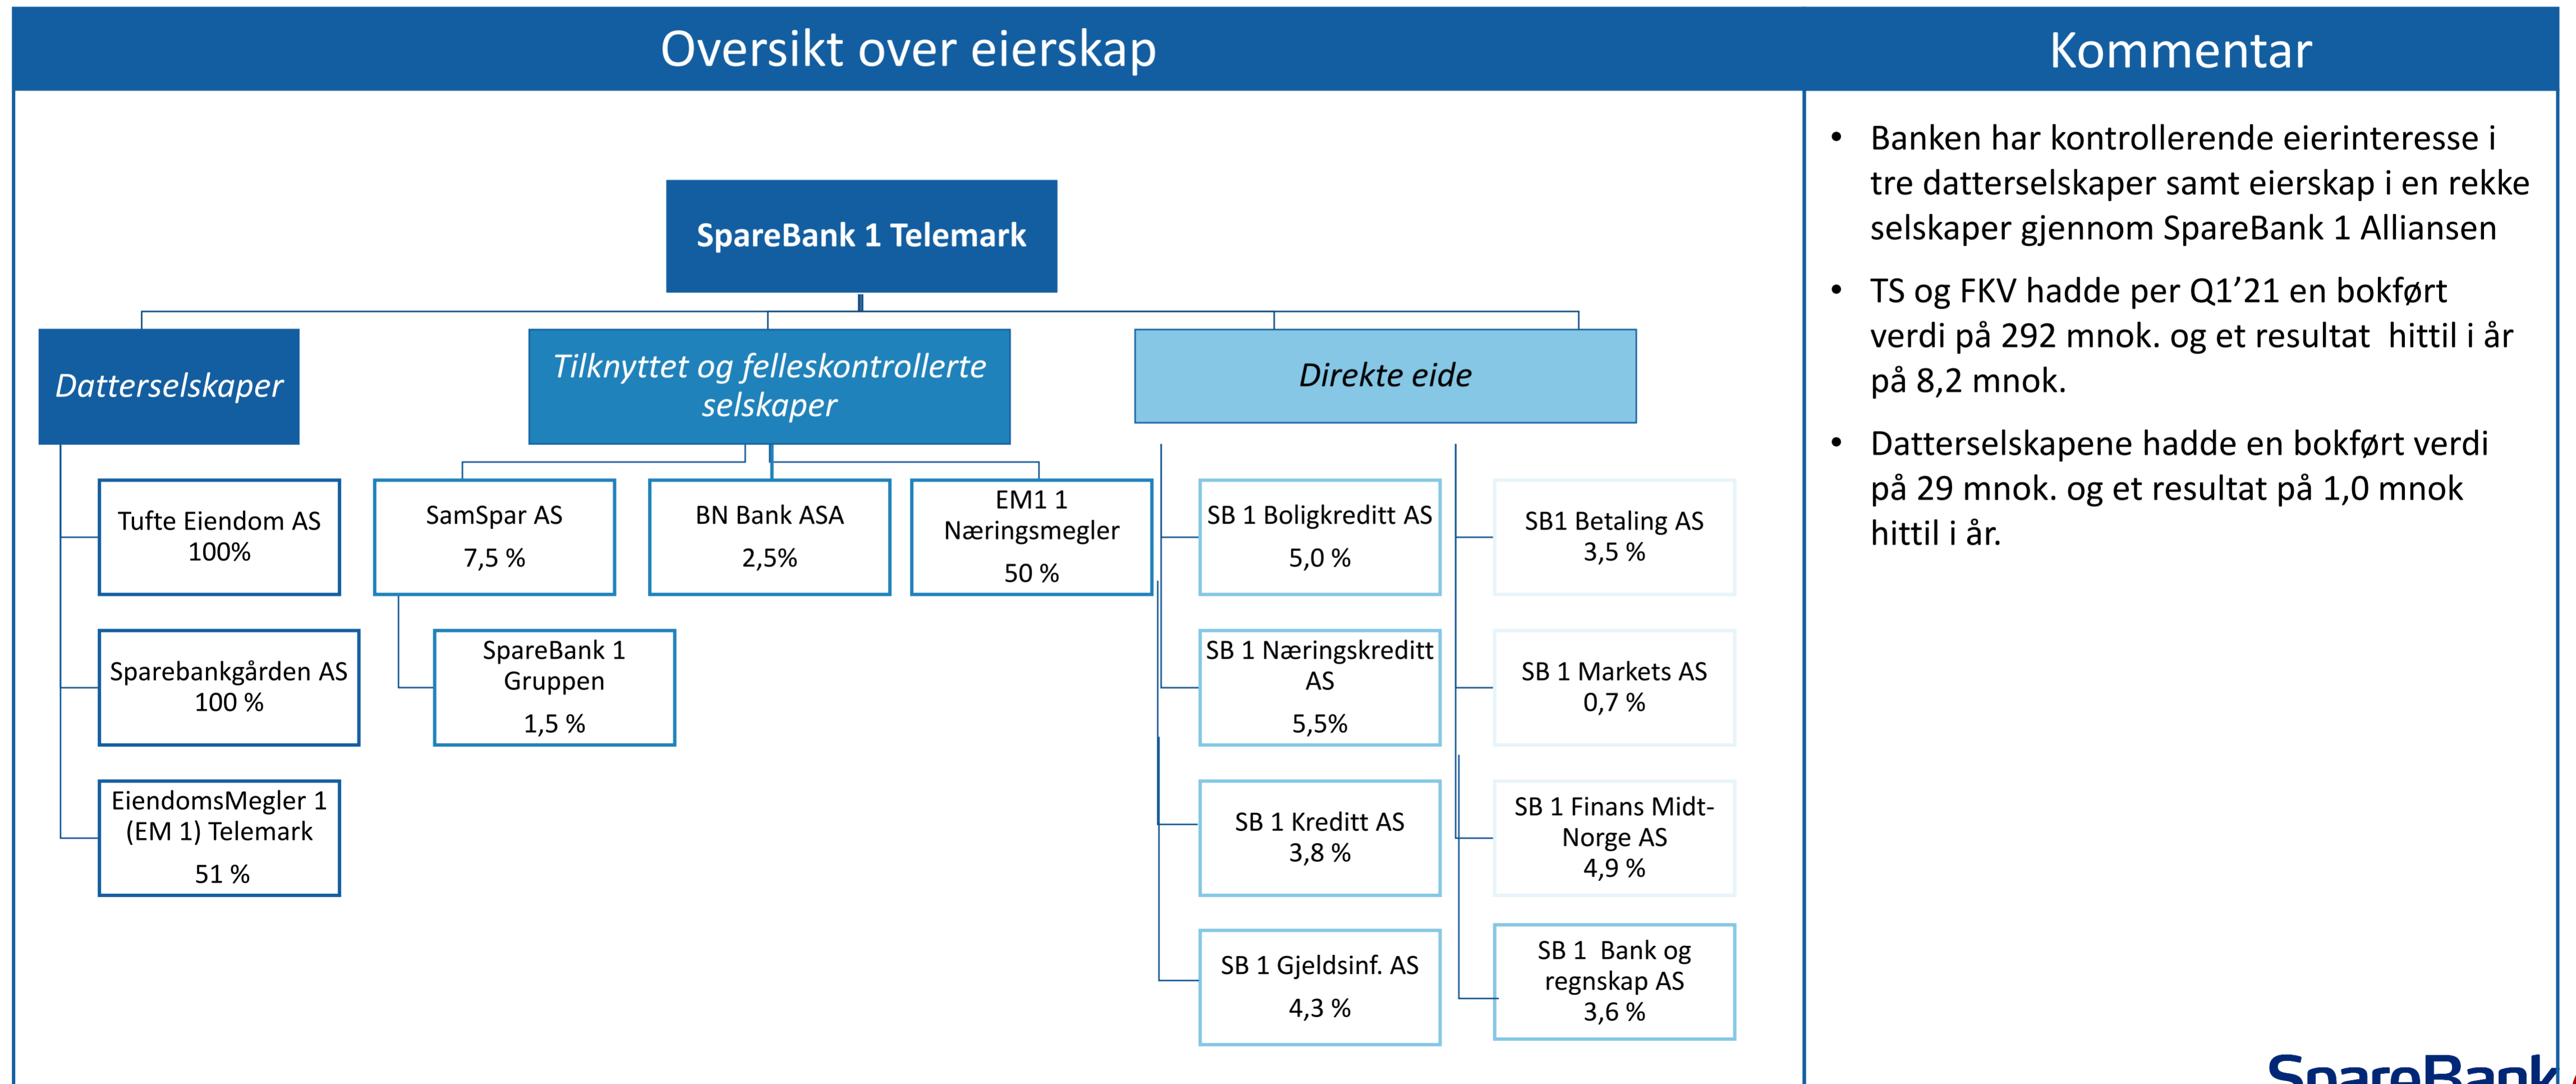 Oversikt over eierskap
Kommentar
SpareBank 1 Telemark
Datterselskaper
Tufte Eiendom AS
100%
Sparebankgården AS
100 %
EiendomsMegler 1
(EM 1) Telemark
51 %
Tilknyttet og felleskontrollerte
selskaper
SamSpar AS
7,5 %
SpareBank 1
Gruppen
1,5 %
BN Bank ASA
2,5%
EM1 1
Næringsmegler
50 %
Direkte eide
SB 1 Boligkreditt AS
5,0 %
SB 1 Næringskreditt
AS
5,5%
SB 1 Kreditt AS
3,8 %
SB 1 Gjeldsinf. AS
4,3 %
SB1 Betaling AS
3,5 %
SB 1 Markets AS
0,7 %
SB 1 Finans Midt-
Norge AS
4,9 %
SB 1  Bank og
regnskap AS
3,6 %
• Banken har kontrollerende eierinteresse i
tre datterselskaper samt eierskap i en rekke
selskaper gjennom SpareBank 1 Alliansen
• TS og FKV hadde per Q1’21 en bokført
verdi på 292 mnok. og et resultat  hittil i år
på 8,2 mnok.
• Datterselskapene hadde en bokført verdi
på 29 mnok. og et resultat på 1,0 mnok
hittil i år.
SpareBank